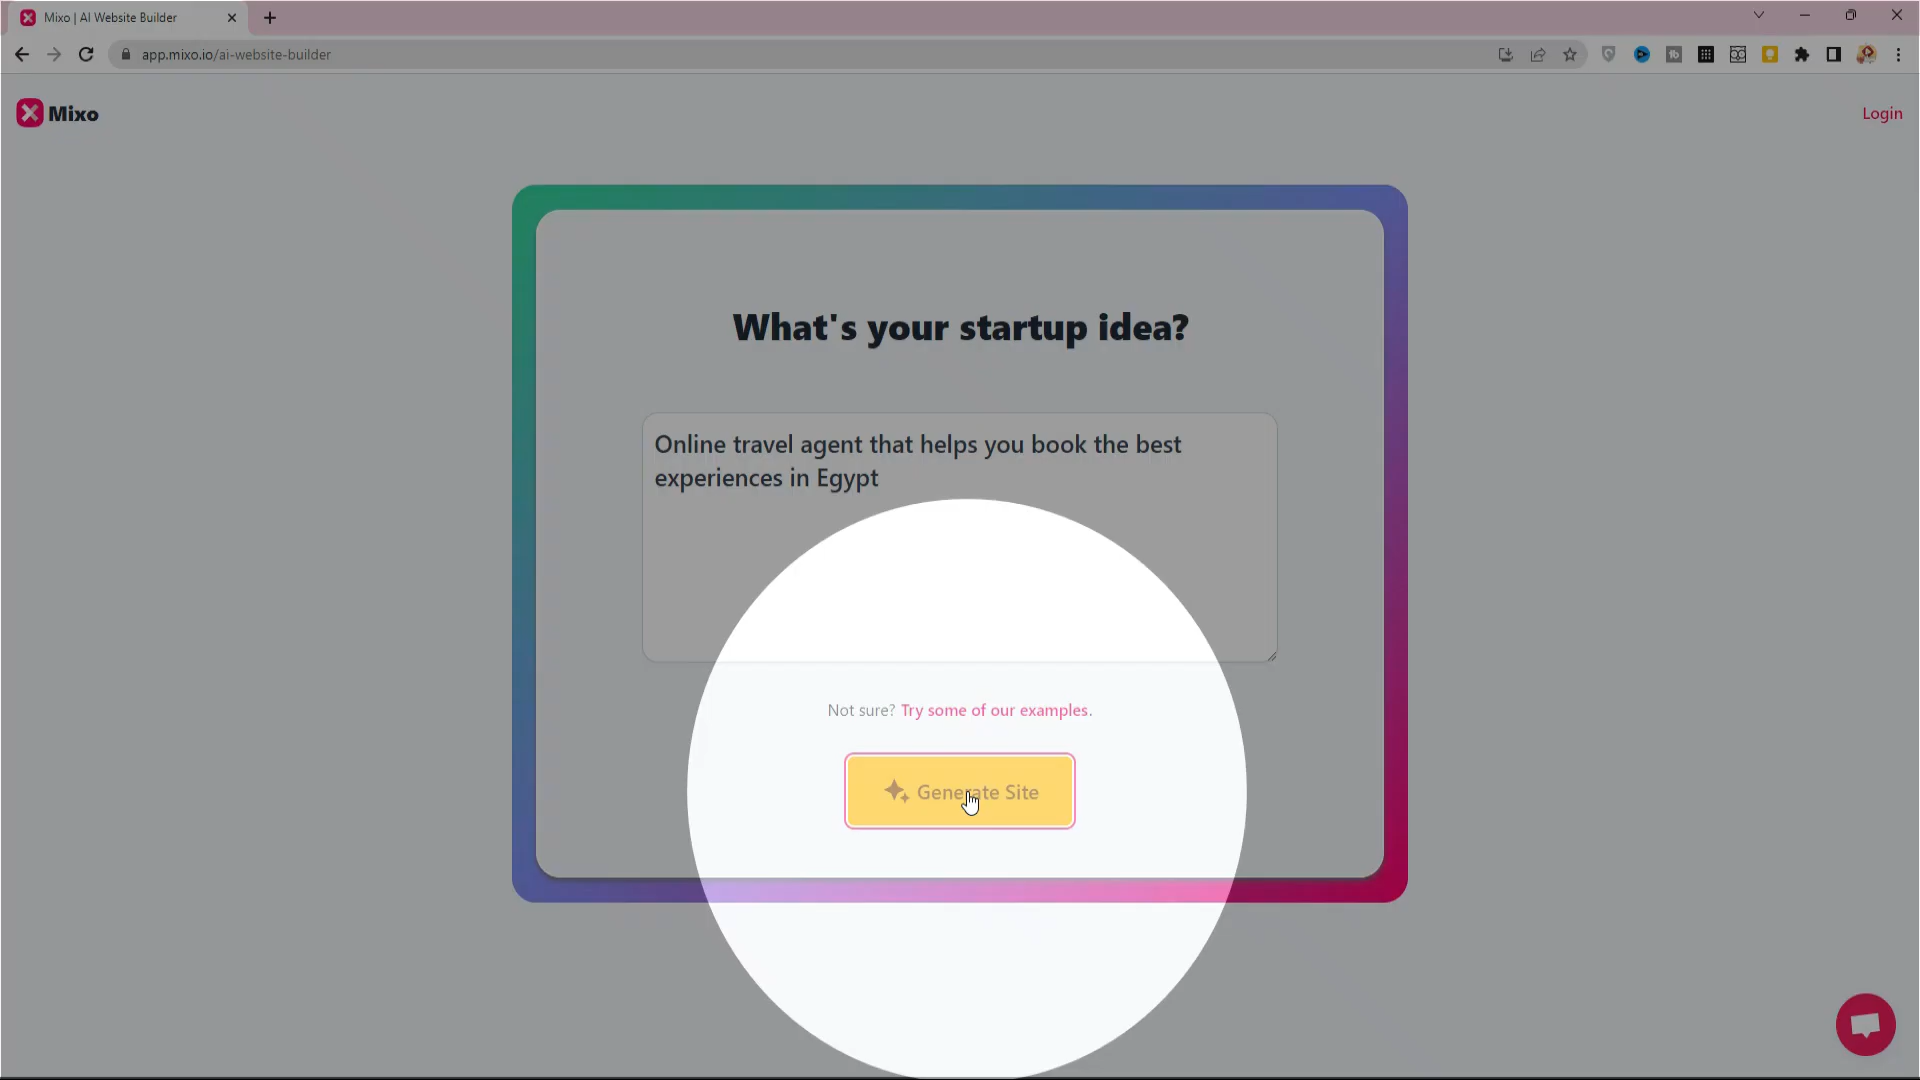 Mixo | AI Website Builder
app.mixo.io/ai-website-builder
Mixo
Login
What's your startup idea?
Online travel agent that helps you book the best
experiences in Egypt
Not sure? Try some of our examples.
Generate Site